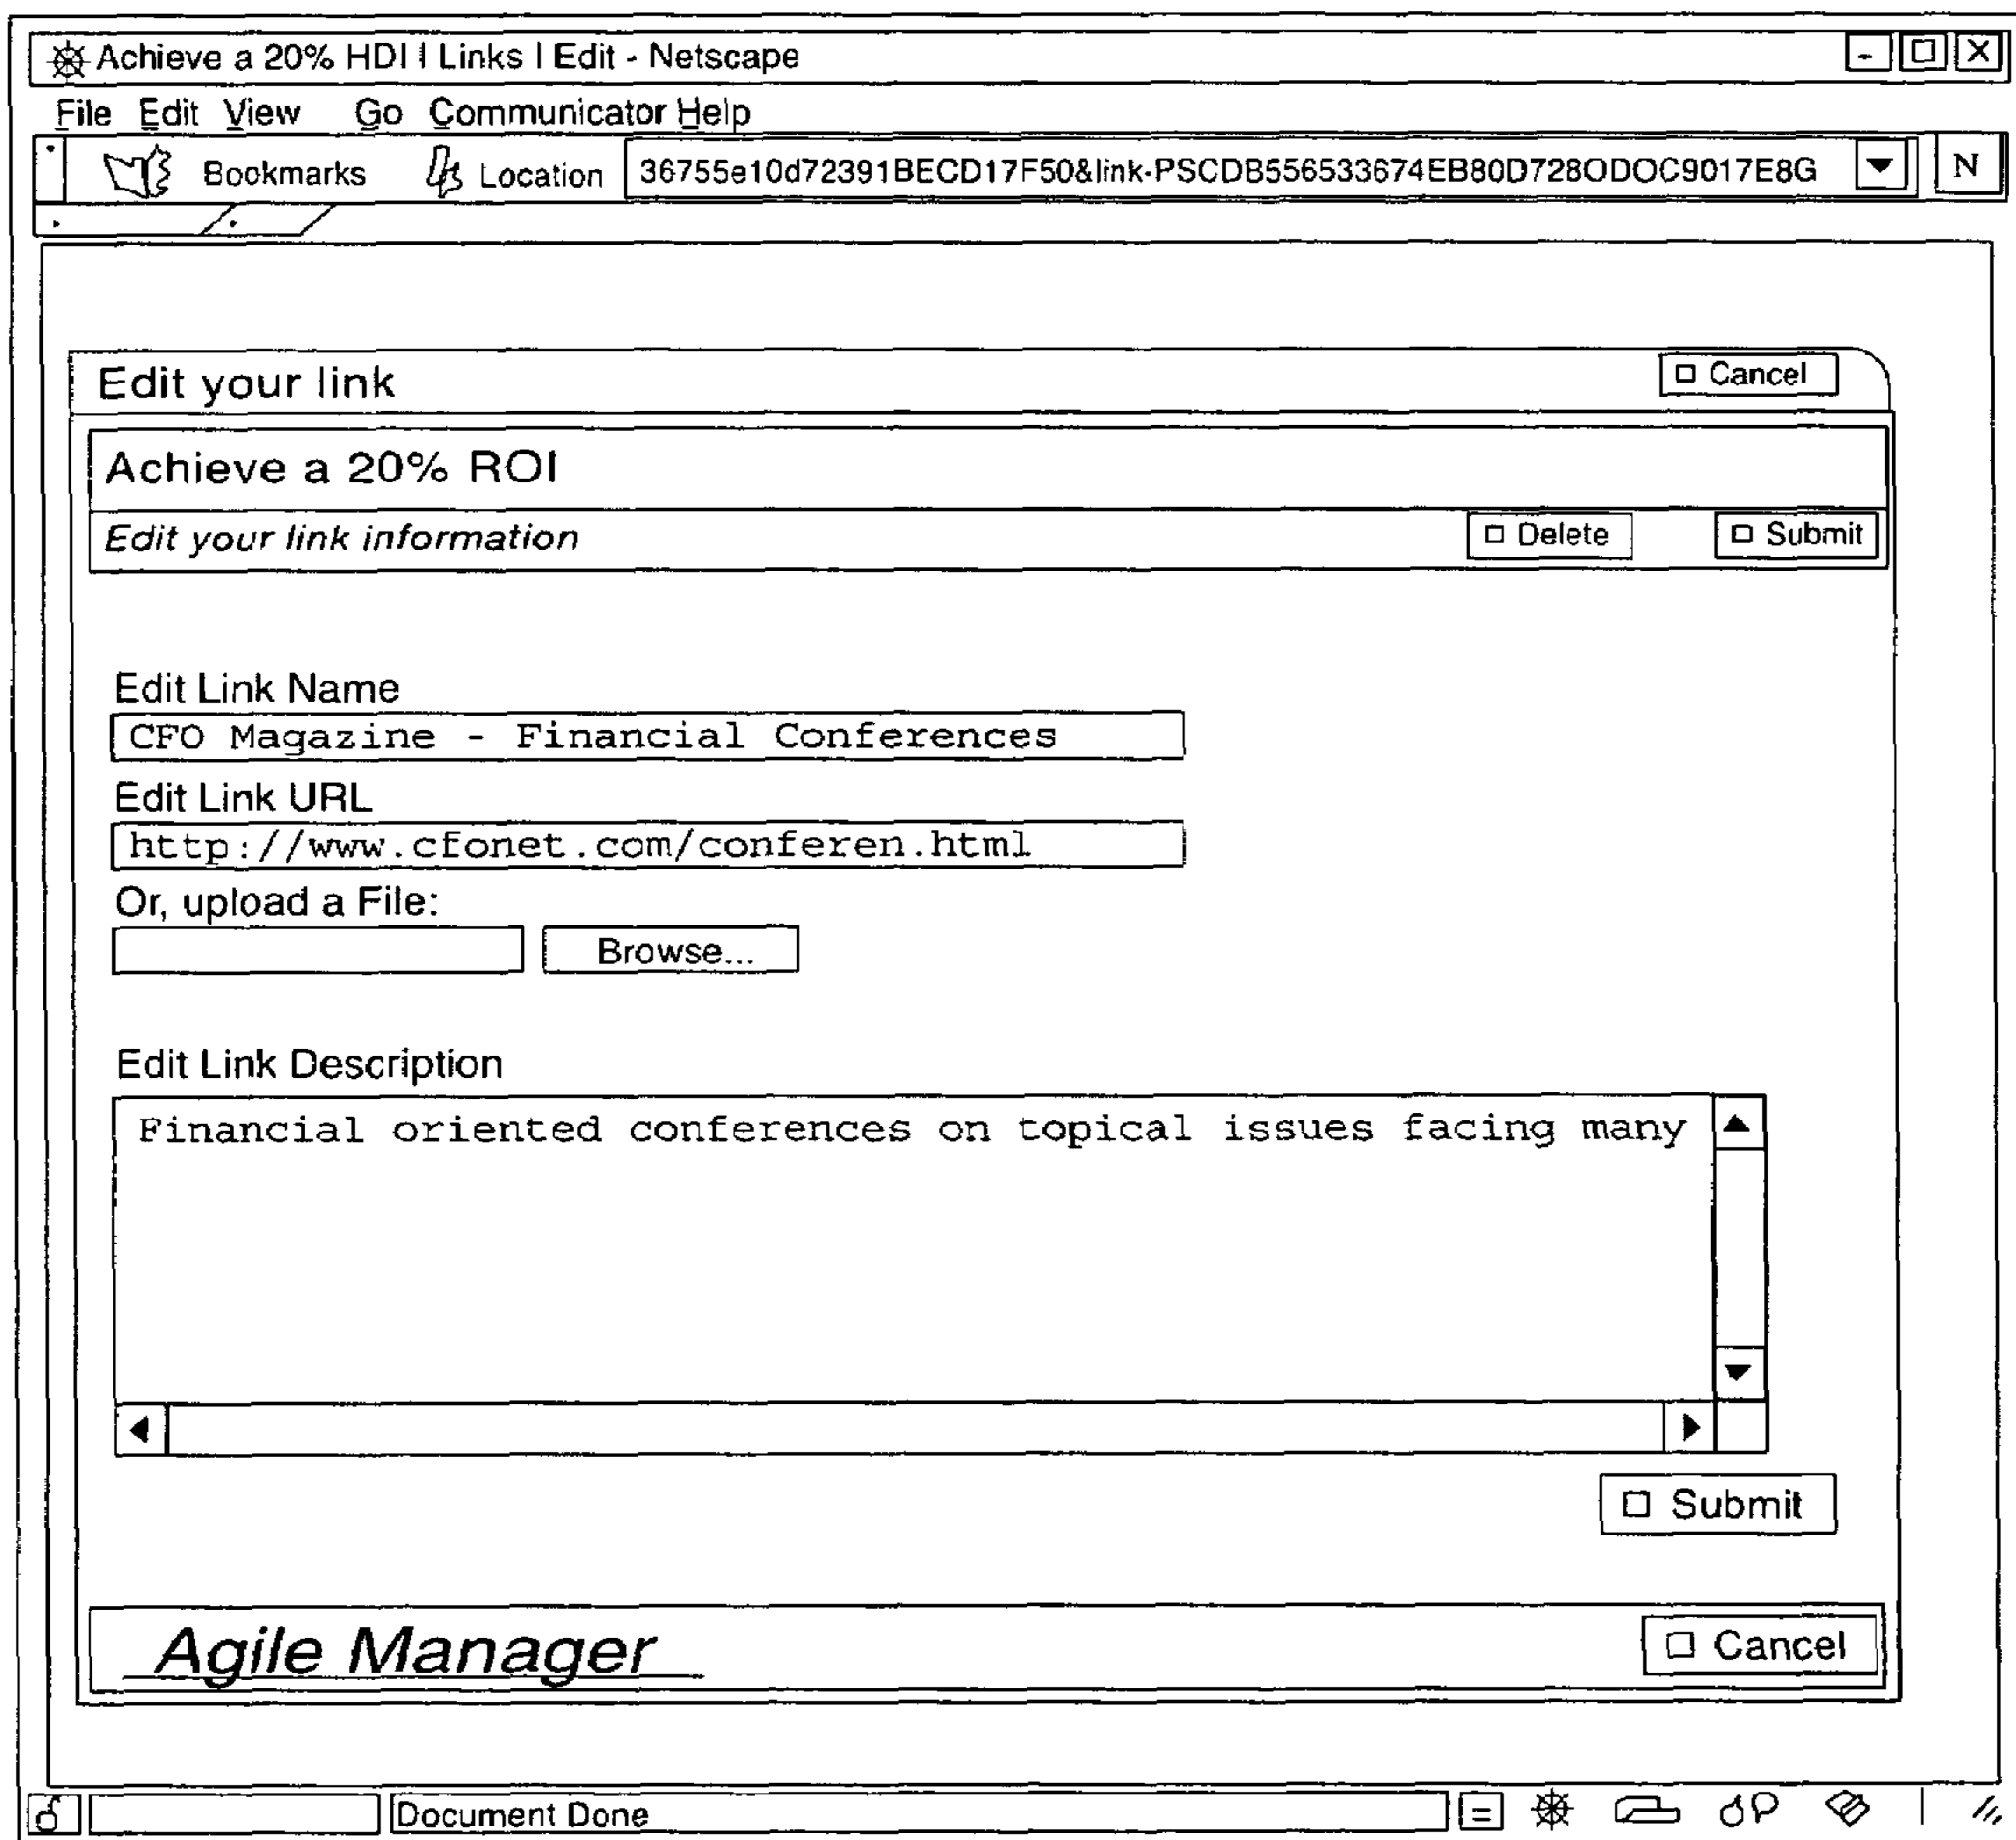 Achieve a 20% HDI I Links I Edit - Netscape
File Edit View Go Communicator Help
Bookmarks Location 36755e10d72391BECD17F50&link-PSCDB556533674EB80D728ODOC9017E8G N
Edit your link Cancel
Achieve a 20% ROI
Edit your link information Delete Submit
Edit Link Name
CFO Magazine - Financial Conferences
Edit Link URL
http://www.cfonet.com/conferen.html
Or, upload a File:
Browse...
Edit Link Description
Financial oriented conferences on topical issues facing many
Submit
Agile Manager Cancel
Document Done